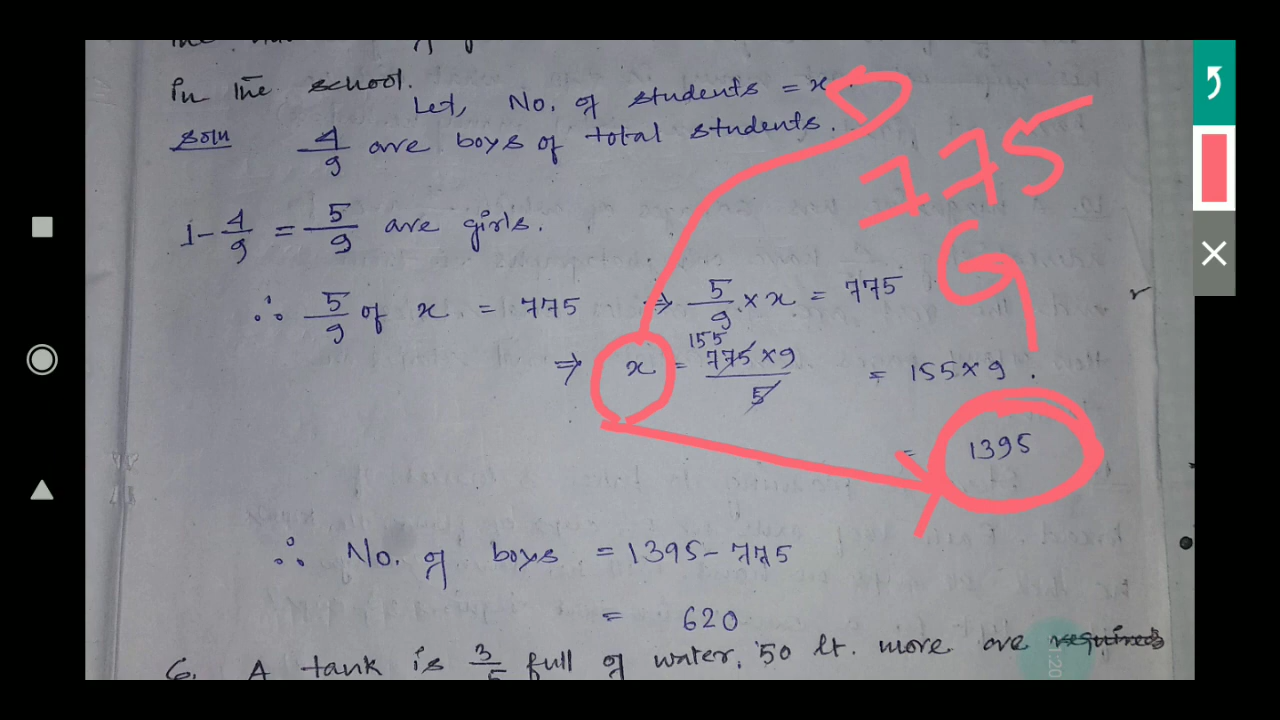 in the school.
Let, No. of students = x.
Soln 4/9 are boys of total students.
775
1 - 4/9 = 5/9 are girls.
G
∴ 5/9 of x = 775 ⇒ 5/9 × x = 775
155
⇒ x = 775×9/5 = 155×9.
= 1395
∴ No. of boys = 1395-775
= 620
6. A tank is 3/5 full of water. 50 lt. more are required